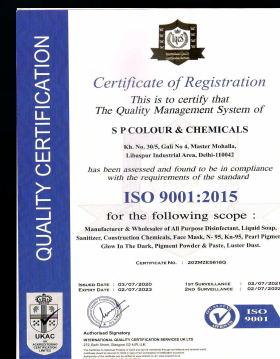 QUALITY CERTIFICATION
Certificate of Registration
This is to certify that
The Quality Management System of
S P COLOUR & CHEMICALS
Kh. No. 30/5, Gali No 4, Master Mohalla,
Libaspur Industrial Area, Delhi-110042
has been assessed and found to be in compliance
with the requirements of the standard
ISO 9001:2015
for the following scope :
Manufacturer & Wholesaler of All Purpose Disinfectant, Liquid Soap,
Sanitizer, Construction Chemicals, Face Mask, N- 95, Kn-95, Pearl Pigme
Glow In The Dark, Pigment Powder & Paste, Luster Dust.
CERTIFICATE NO. : 20ZMZE5616G
ISSUED DATE : 03/07/2020
EXPIRY DATE : 02/07/2023
1ST SURVEILLANCE : 02/07/2021
2ND SURVEILLANCE : 02/07/2022
Authorised Signatory
INTERNATIONAL QUALITY CERTIFICATION SERVICES UK LTD
UKAC
ISO
9001